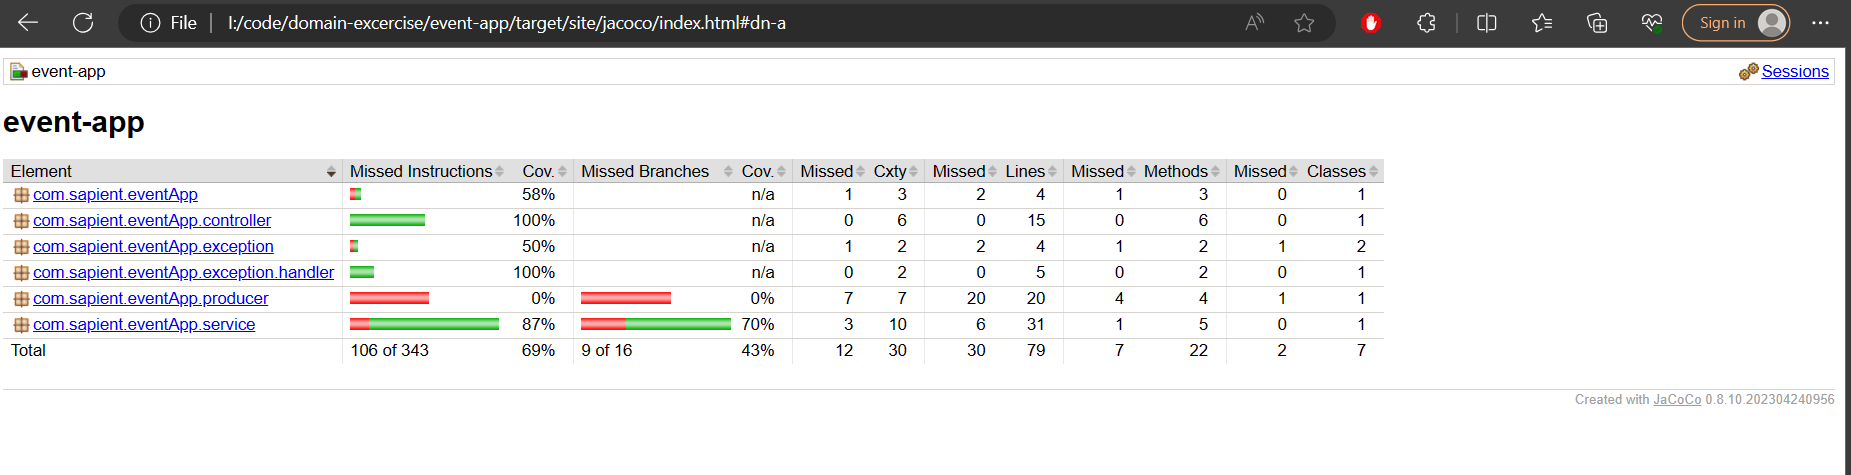 File | I:/code/domain-excercise/event-app/target/site/jacoco/index.html#dn-a Sign in
event-app Sessions
event-app
Element Missed Instructions Cov. Missed Branches Cov. Missed Cxty Missed Lines Missed Methods Missed Classes
com.sapient.eventApp 58% n/a 1 3 2 4 1 3 0 1
com.sapient.eventApp.controller 100% n/a 0 6 0 15 0 6 0 1
com.sapient.eventApp.exception 50% n/a 1 2 2 4 1 2 1 2
com.sapient.eventApp.exception.handler 100% n/a 0 2 0 5 0 2 0 1
com.sapient.eventApp.producer 0% 0% 7 7 20 20 4 4 1 1
com.sapient.eventApp.service 87% 70% 3 10 6 31 1 5 0 1
Total 106 of 343 69% 9 of 16 43% 12 30 30 79 7 22 2 7
Created with JaCoCo 0.8.10.202304240956